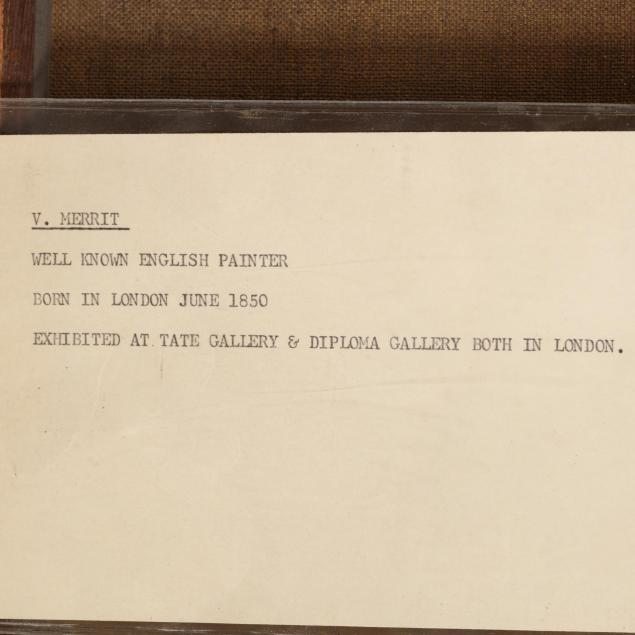 V. MERRIT
WELL KNOWN ENGLISH PAINTER
BORN IN LONDON JUNE 1850
EXHIBITED AT TATE GALLERY & DIPLOMA GALLERY BOTH IN LONDON.